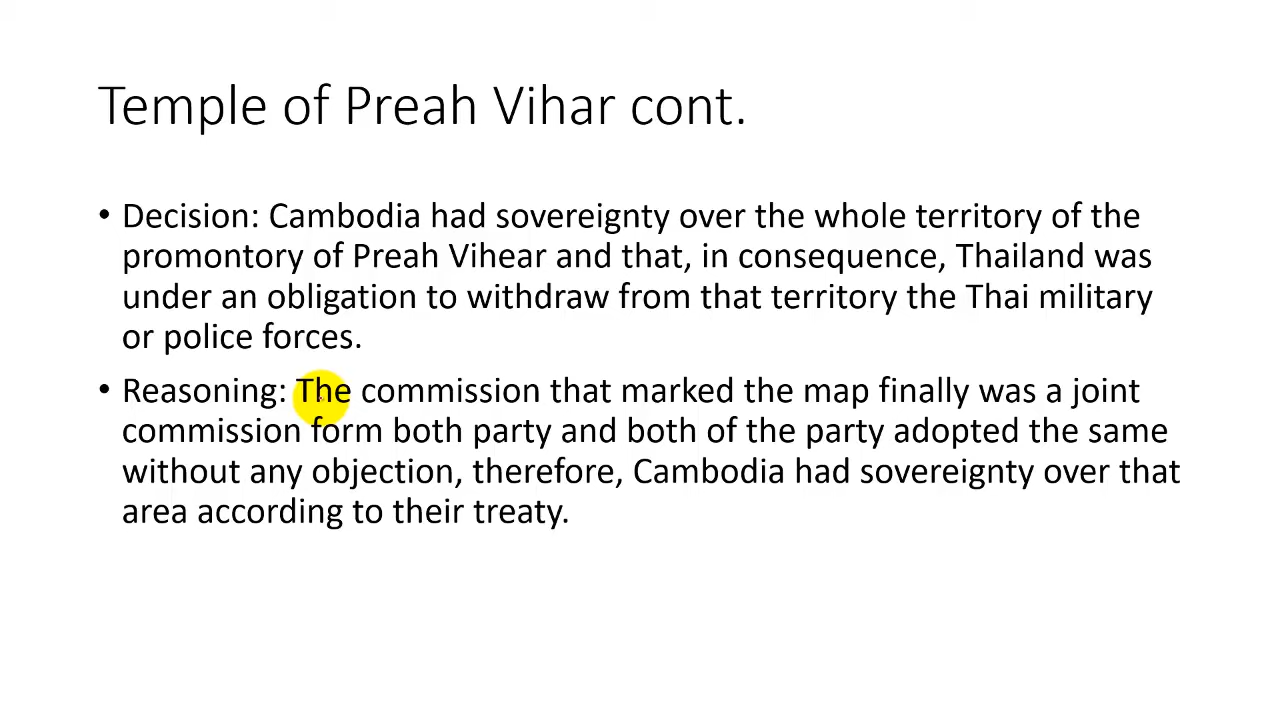 Temple of Preah Vihar cont.
• Decision: Cambodia had sovereignty over the whole territory of the
promontory of Preah Vihear and that, in consequence, Thailand was
under an obligation to withdraw from that territory the Thai military
or police forces.
• Reasoning: The commission that marked the map finally was a joint
commission form both party and both of the party adopted the same
without any objection, therefore, Cambodia had sovereignty over that
area according to their treaty.